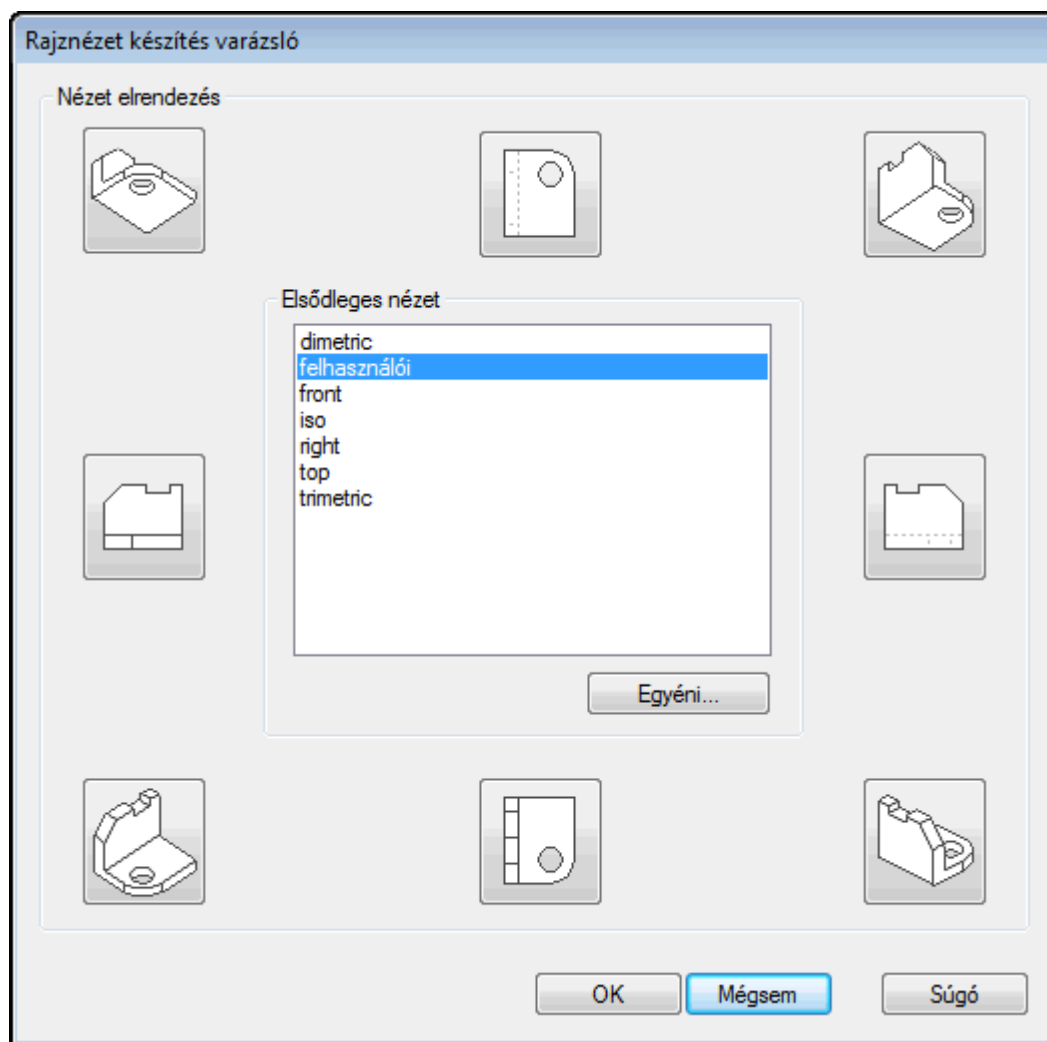 Rajznézet készítés varázsló
Nézet elrendezés
Elsődleges nézet
dimetric
felhasználói
front
iso
right
top
trimetric
Egyéni...
OK
Mégsem
Súgó